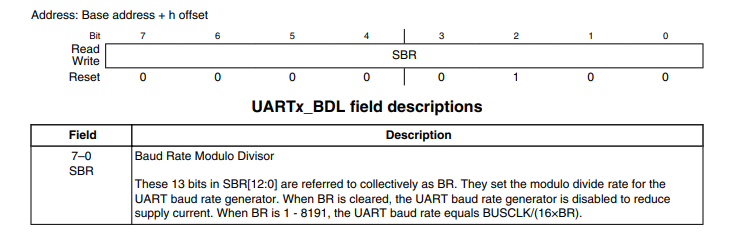 Address: Base address + h offset
Bit 7 6 5 4 3 2 1 0
Read
SBR
Write
Reset 0 0 0 0 0 1 0 0
UARTx_BDL field descriptions
Field Description
7–0 Baud Rate Modulo Divisor
SBR
These 13 bits in SBR[12:0] are referred to collectively as BR. They set the modulo divide rate for the
UART baud rate generator. When BR is cleared, the UART baud rate generator is disabled to reduce
supply current. When BR is 1 - 8191, the UART baud rate equals BUSCLK/(16×BR).